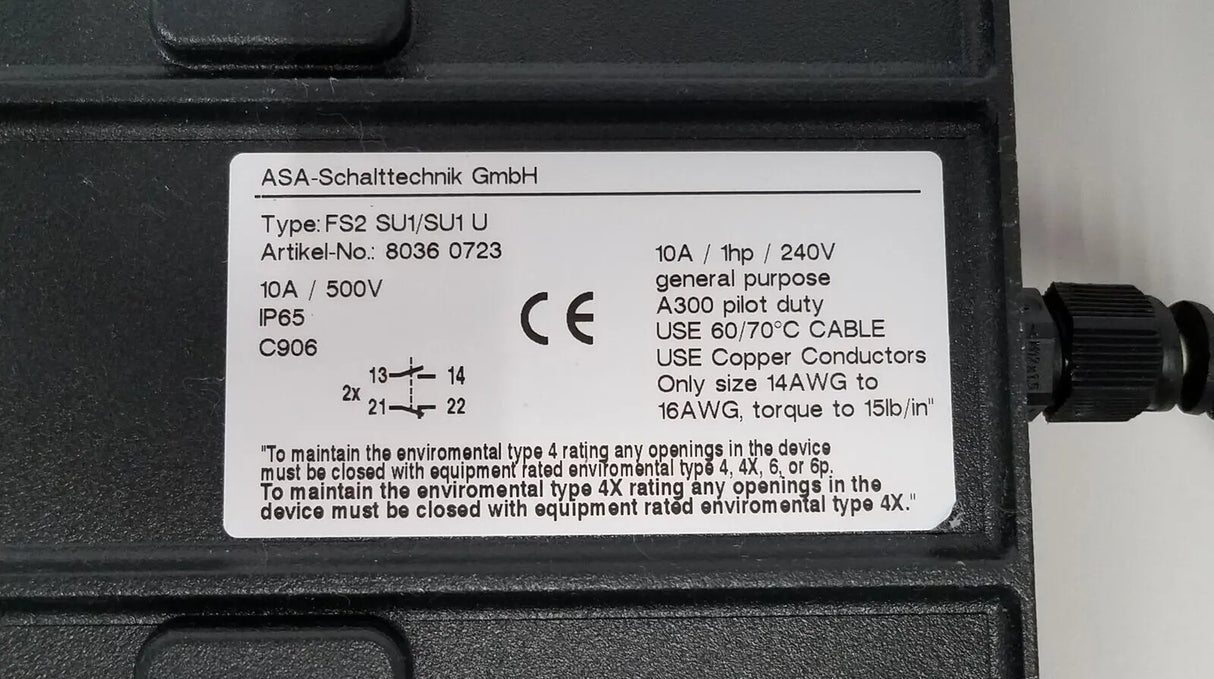 ASA-Schalttechnik GmbH
Type: FS2 SU1/SU1 U
Artikel-No.: 8036 0723
10A / 500V
IP65
C906
2x
13 14
21 22
CE
10A / 1hp / 240V
general purpose
A300 pilot duty
USE 60/70°C CABLE
USE Copper Conductors
Only size 14AWG to
16AWG, torque to 15lb/in"
"To maintain the enviromental type 4 rating any openings in the device
must be closed with equipment rated enviromental type 4, 4X, 6, or 6p.
To maintain the enviromental type 4X rating any openings in the
device must be closed with equipment rated enviromental type 4X."